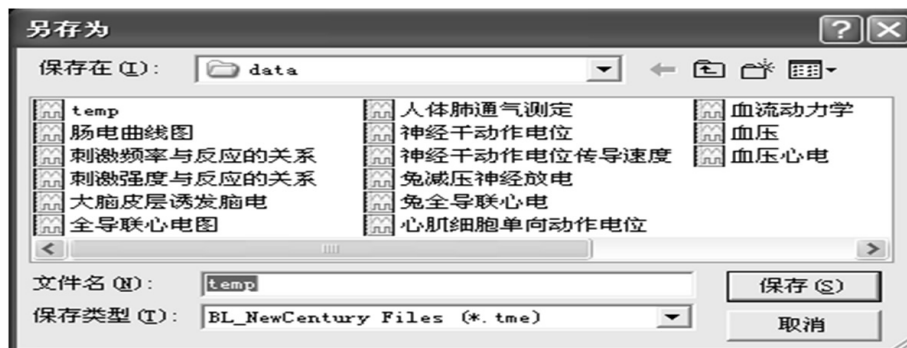 另存为
保存在(I):
data
temp
肠电曲线图
刺激频率与反应的关系
刺激强度与反应的关系
大脑皮层诱发脑电
全导联心电图
人体肺通气测定
神经干动作电位
神经干动作电位传导速度
兔减压神经放电
兔全导联心电
心肌细胞单向动作电位
血流动力学
血压
血压心电
文件名(N):
temp
保存(S)
保存类型(T):
BL_NewCentury Files (*.tme)
取消